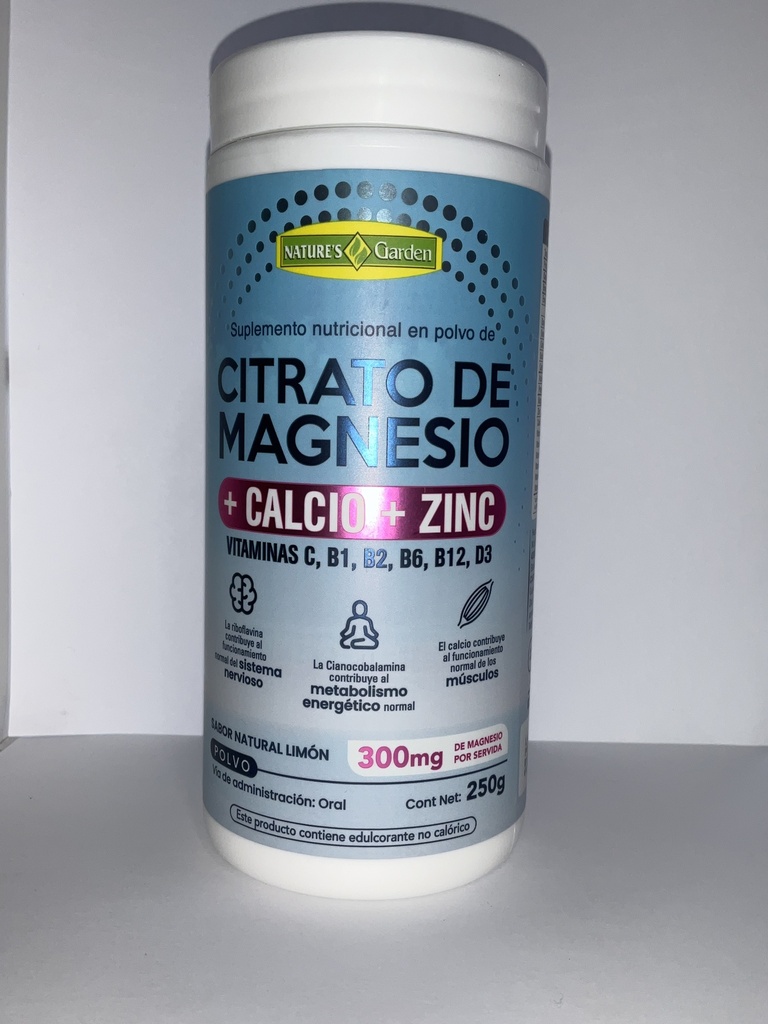 NATURE'S Garden
Suplemento nutricional en polvo de
CITRATO DE
MAGNESIO
+ CALCIO + ZINC
VITAMINAS C, B1, B2, B6, B12, D3
La riboflavina
contribuye al
funcionamiento
normal del sistema
nervioso
La Cianocobalamina
contribuye al
metabolismo
energético normal
El calcio contribuye
al funcionamiento
normal de los
músculos
SABOR NATURAL LIMÓN
POLVO
300mg
DE MAGNESIO
POR SERVIDA
Vía de administración: Oral
Cont Net: 250g
Este producto contiene edulcorante no calórico